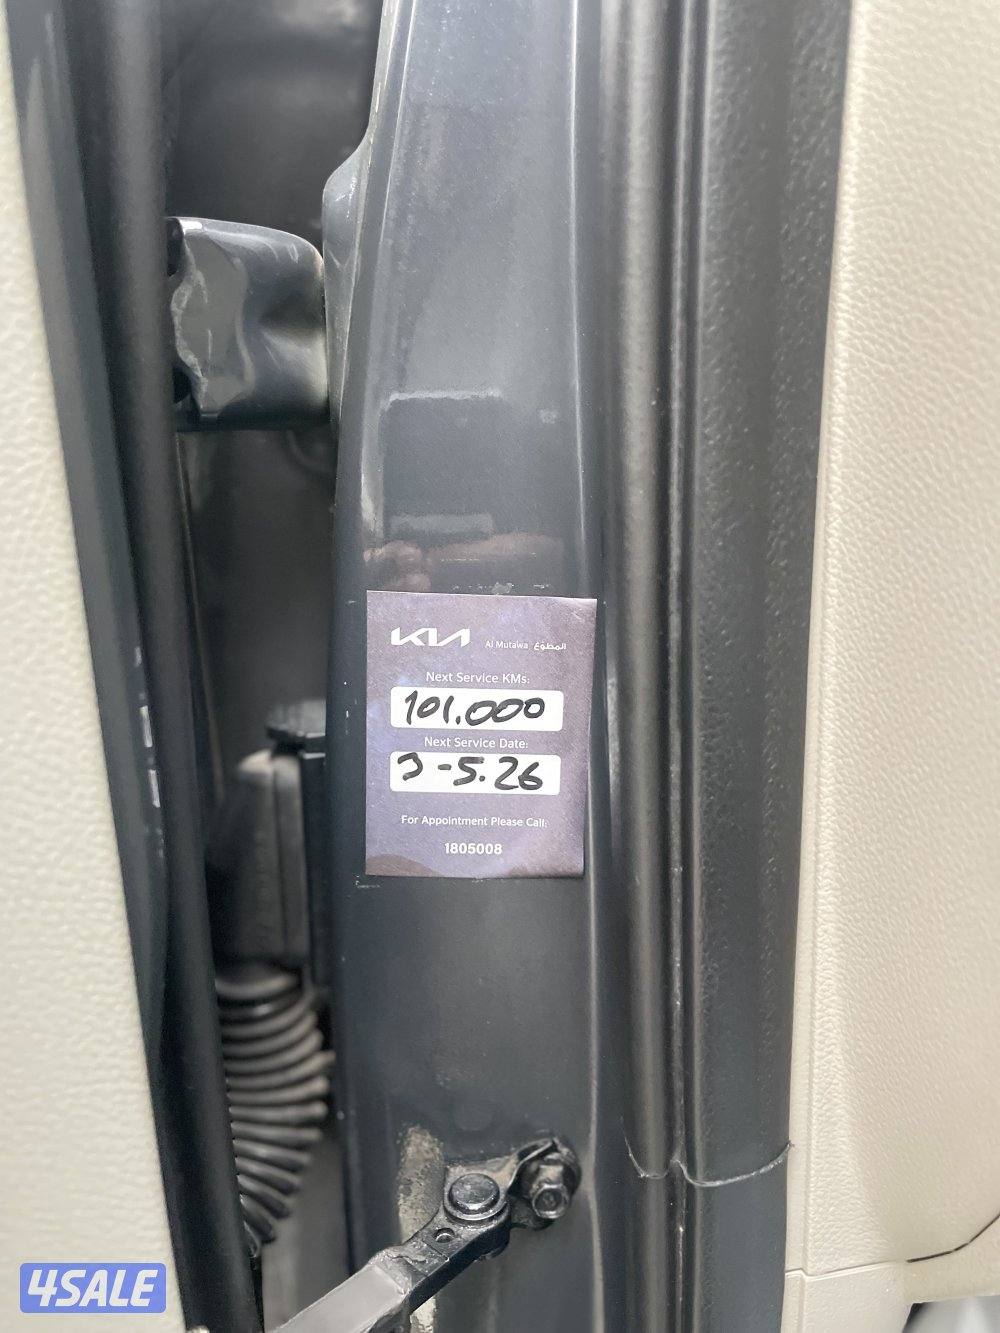 KIA Al Mutawa المطوّع
Next Service KMs:
101.000
Next Service Date:
3-5.26
For Appointment Please Call:
1805008
4SALE